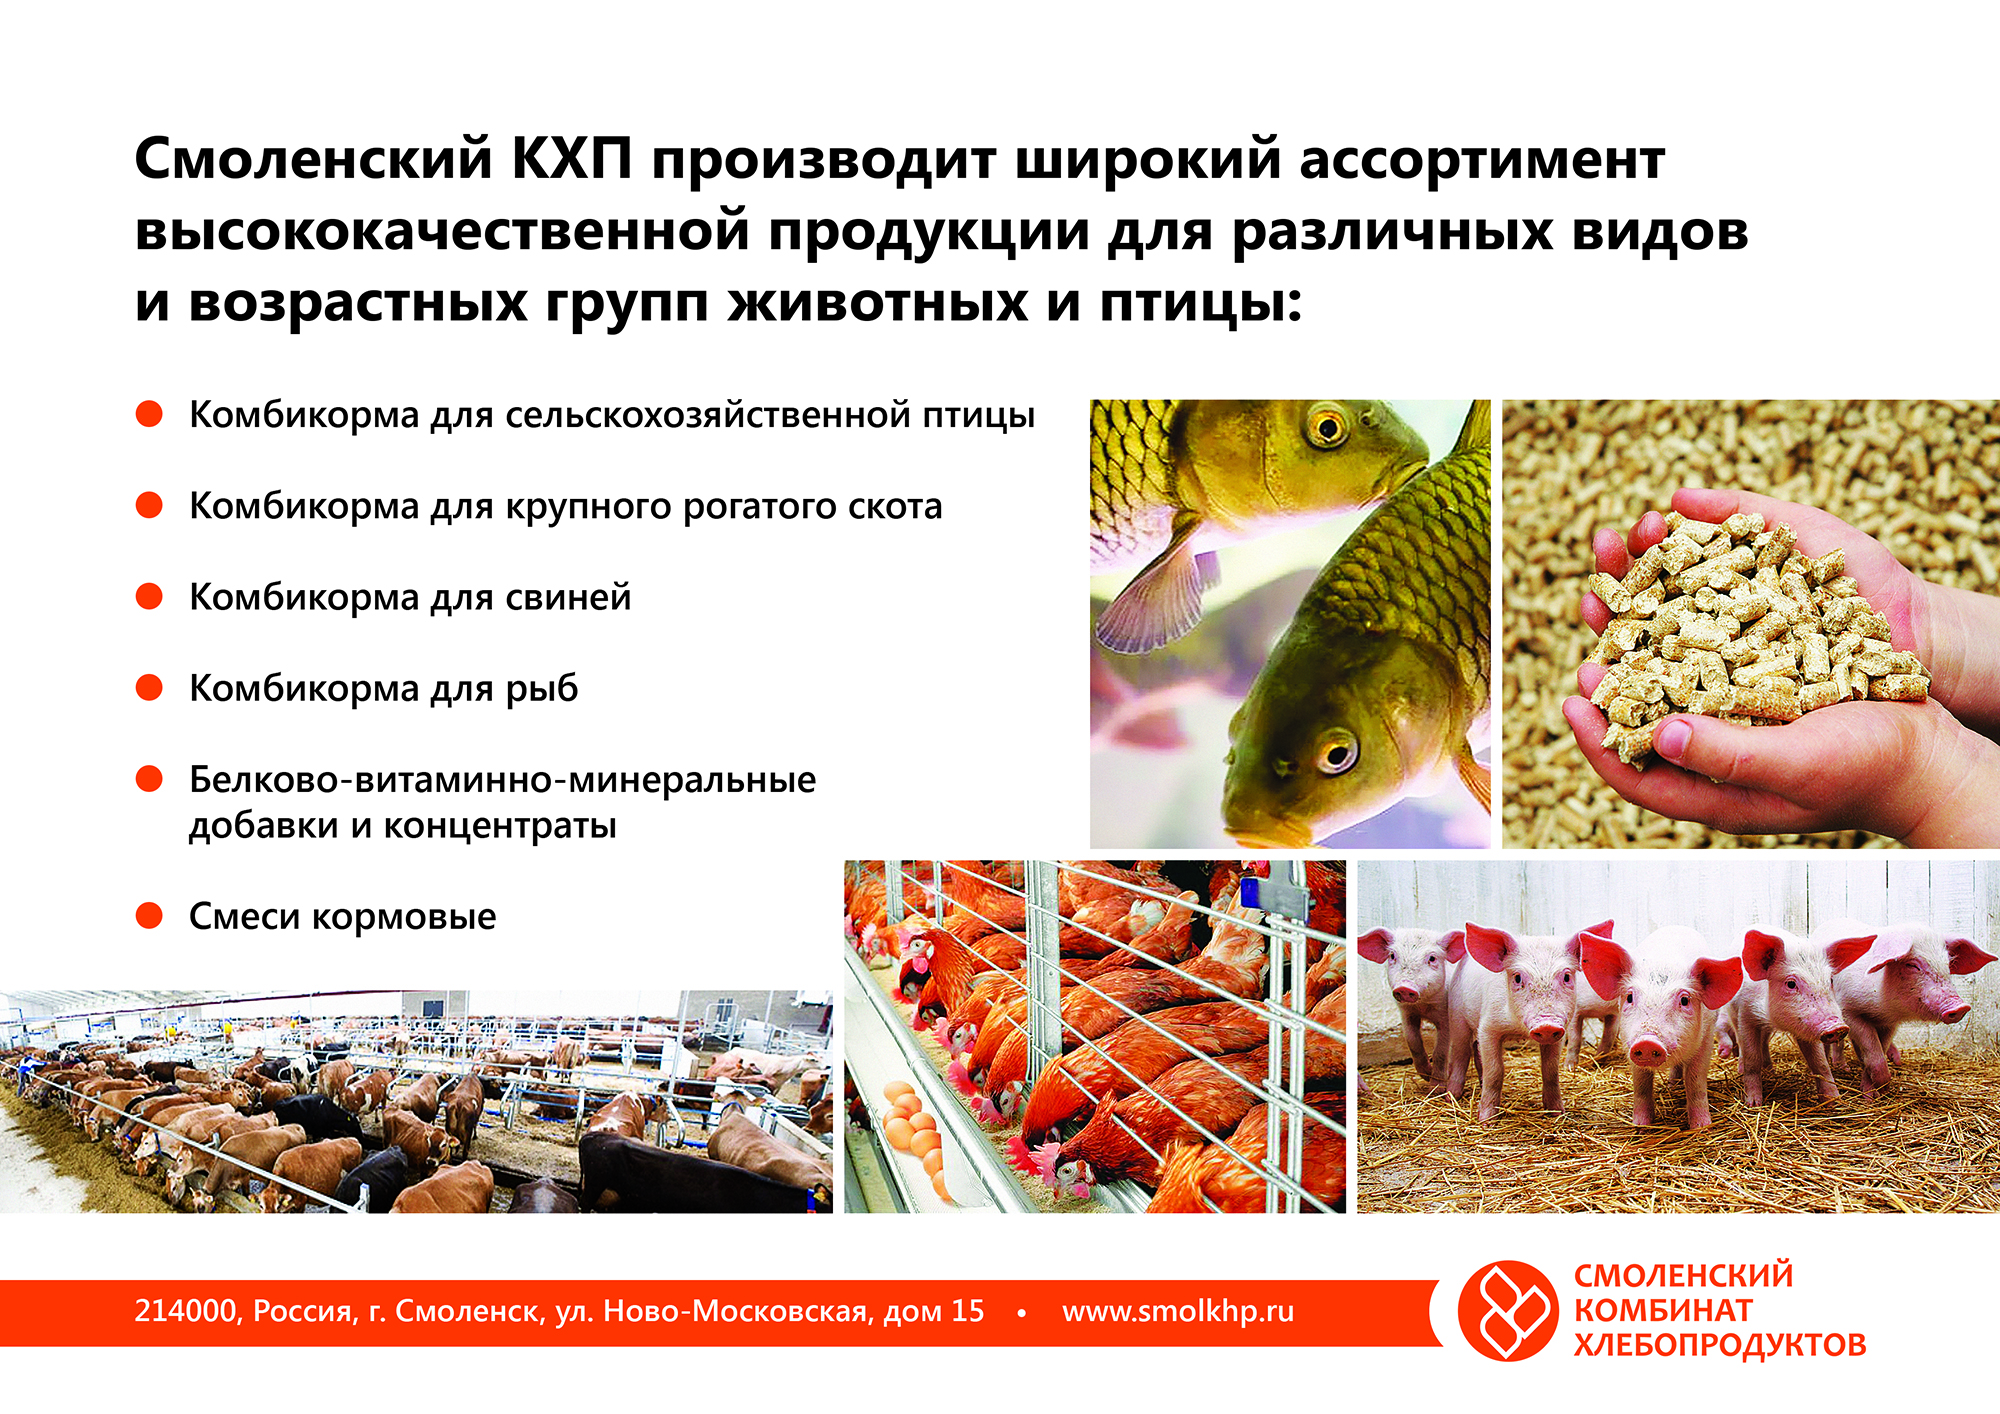 Смоленский КХП производит широкий ассортимент
высококачественной продукции для различных видов
и возрастных групп животных и птицы:
Комбикорма для сельскохозяйственной птицы
Комбикорма для крупного рогатого скота
Комбикорма для свиней
Комбикорма для рыб
Белково-витаминно-минеральные
добавки и концентраты
Смеси кормовые
214000, Россия, г. Смоленск, ул. Ново-Московская, дом 15 • www.smolkhp.ru
СМОЛЕНСКИЙ
КОМБИНАТ
ХЛЕБОПРОДУКТОВ